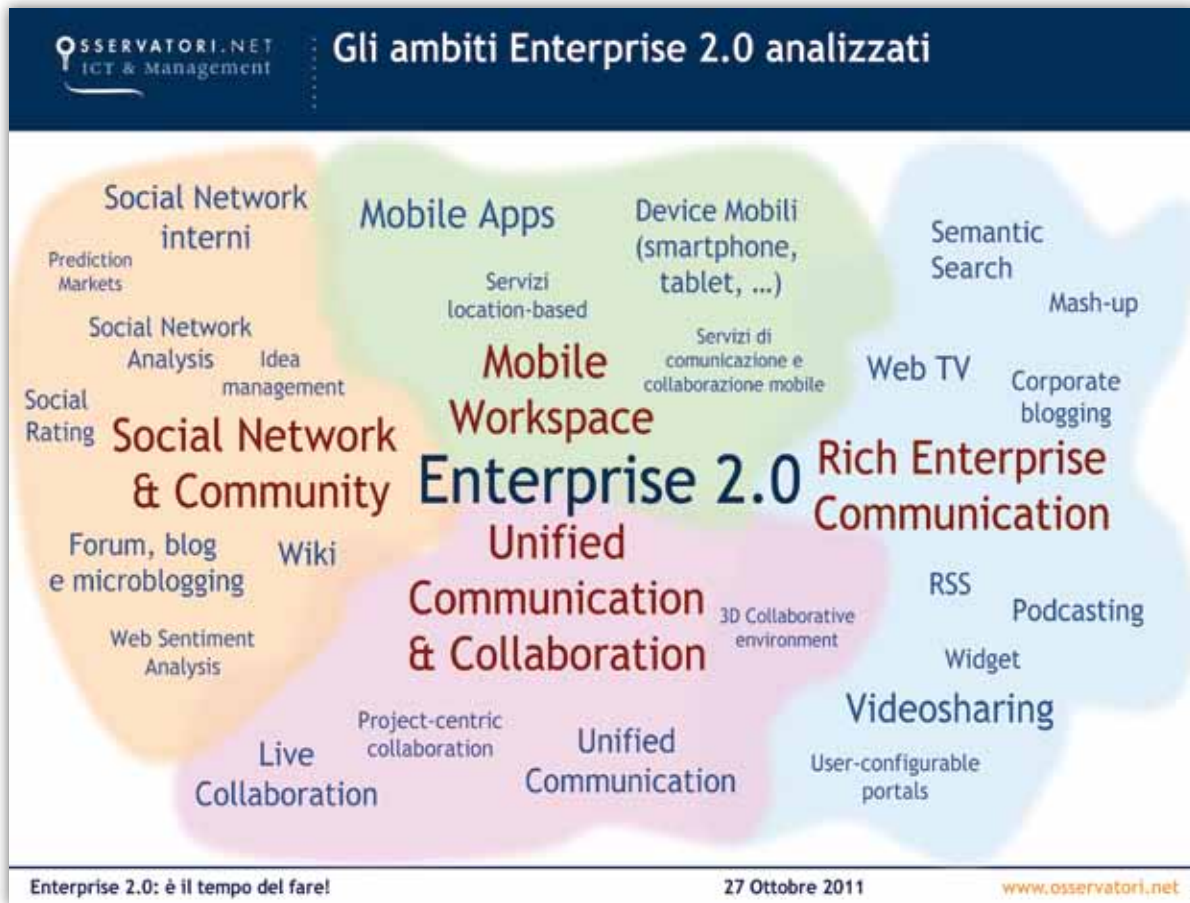 OSSERVATORI.NET
ICT & Management
Gli ambiti Enterprise 2.0 analizzati
Social Network
interni
Prediction
Markets
Social Network
Analysis
Idea
management
Social
Rating
Social Network
& Community
Forum, blog
e microblogging
Wiki
Web Sentiment
Analysis
Mobile Apps
Device Mobili
(smartphone,
tablet, ...)
Servizi
location-based
Servizi di
comunicazione e
collaborazione mobile
Mobile
Workspace
Enterprise 2.0
Unified
Communication
& Collaboration
3D Collaborative
environment
Project-centric
collaboration
Live
Collaboration
Unified
Communication
Semantic
Search
Mash-up
Web TV
Corporate
blogging
Rich Enterprise
Communication
RSS
Podcasting
Widget
Videosharing
User-configurable
portals
Enterprise 2.0: è il tempo del fare!
27 Ottobre 2011
www.osservatori.net